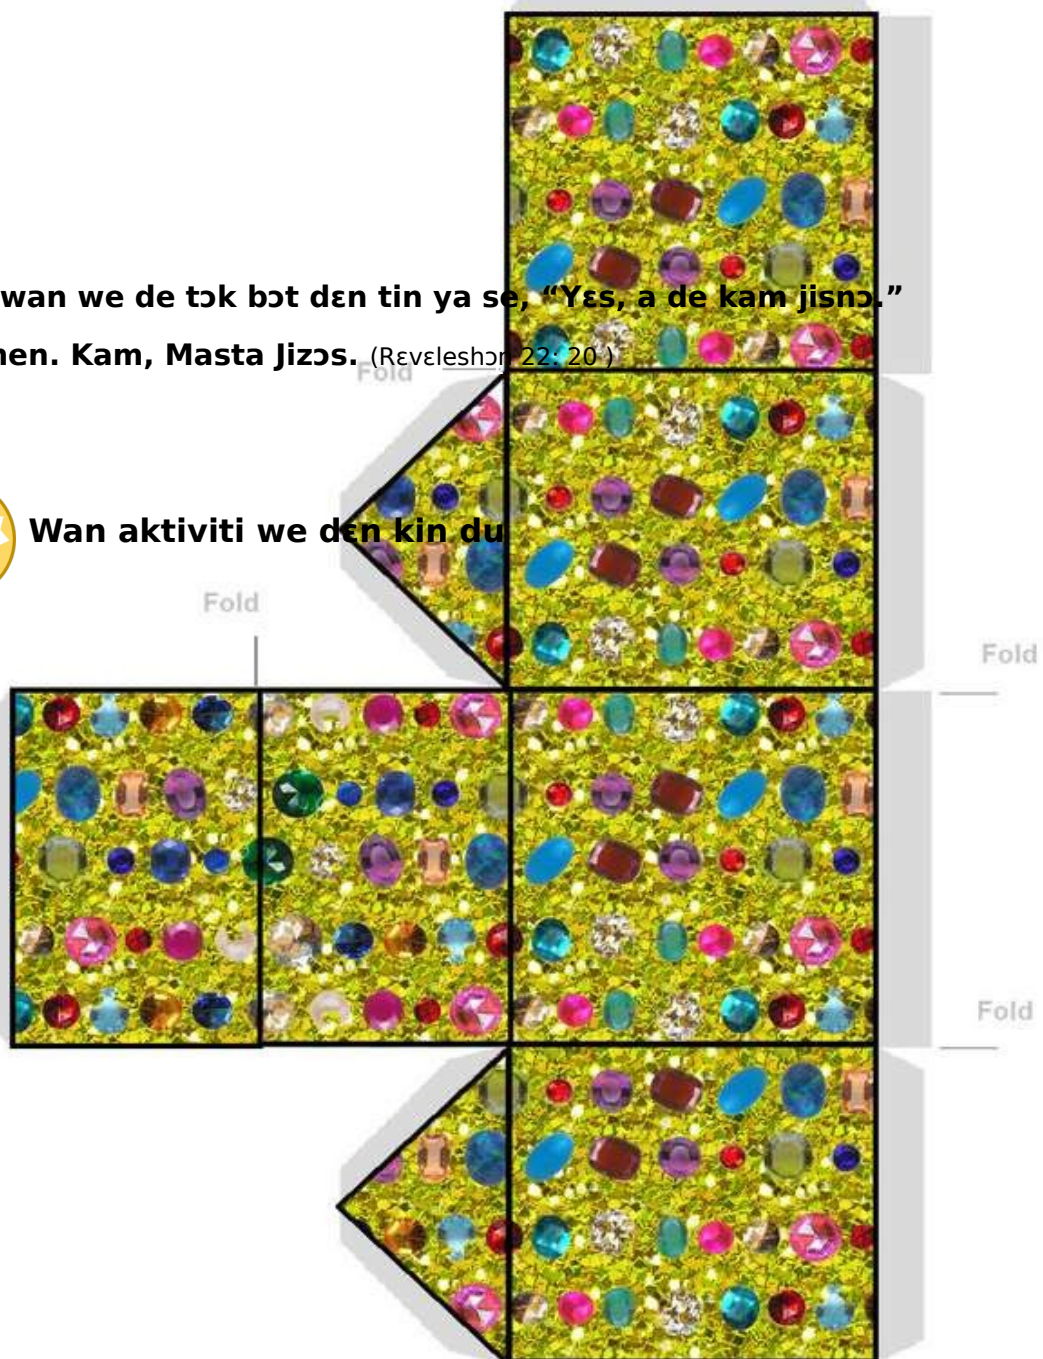 wan we de tɔk bɔt dɛn tin ya se, “Yɛs, a de kam jisnɔ.”
Kam, Masta Jizɔs. (Rɛvɛleshɔn 22: 20 )
Fold
Wan aktiviti we dɛn kin du
Fold
Fold
Fold